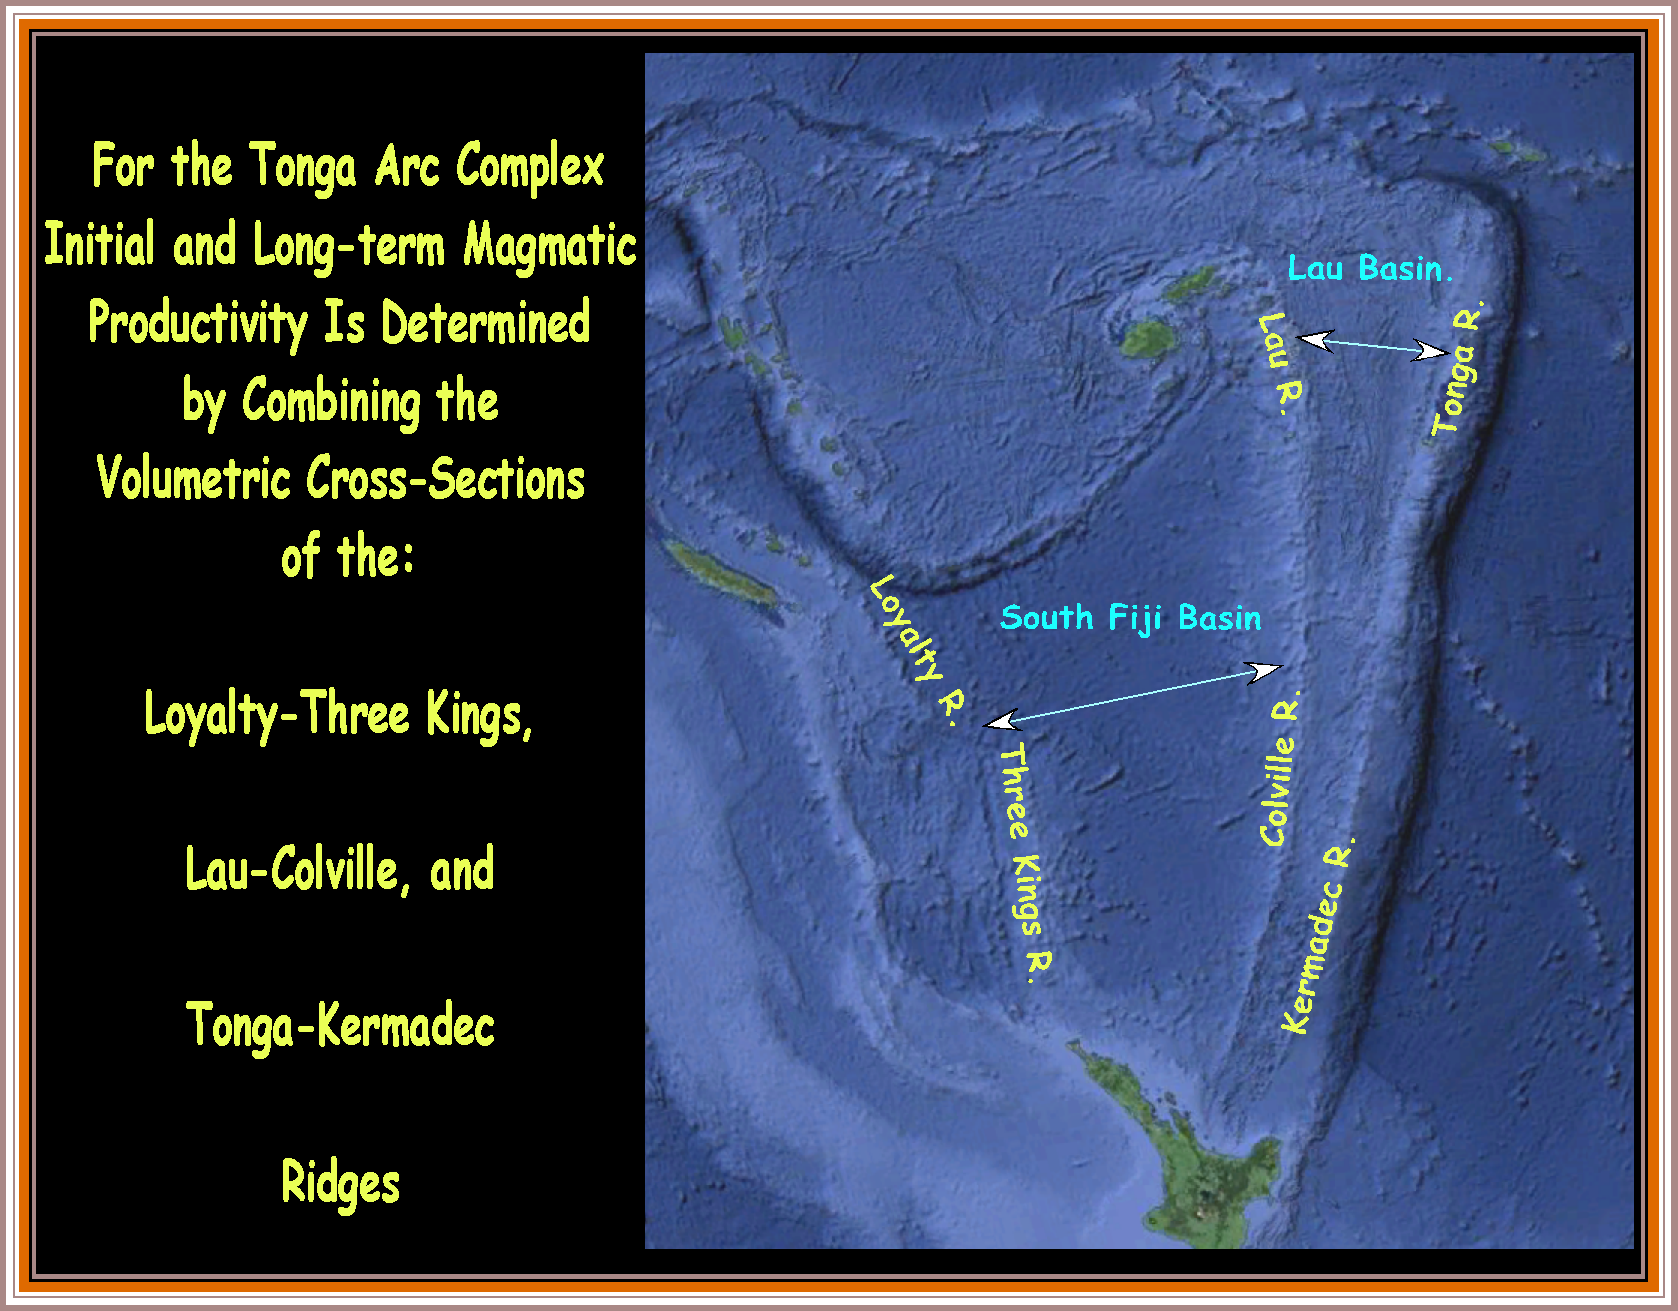 For the Tonga Arc Complex
Initial and Long-term Magmatic
Productivity Is Determined
by Combining the
Volumetric Cross-Sections
of the:
Loyalty-Three Kings,
Lau-Colville, and
Tonga-Kermadec
Ridges
Lau Basin.
Lau R.
Tonga R.
Loyalty R.
South Fiji Basin
Three Kings R.
Colville R.
Kermadec R.